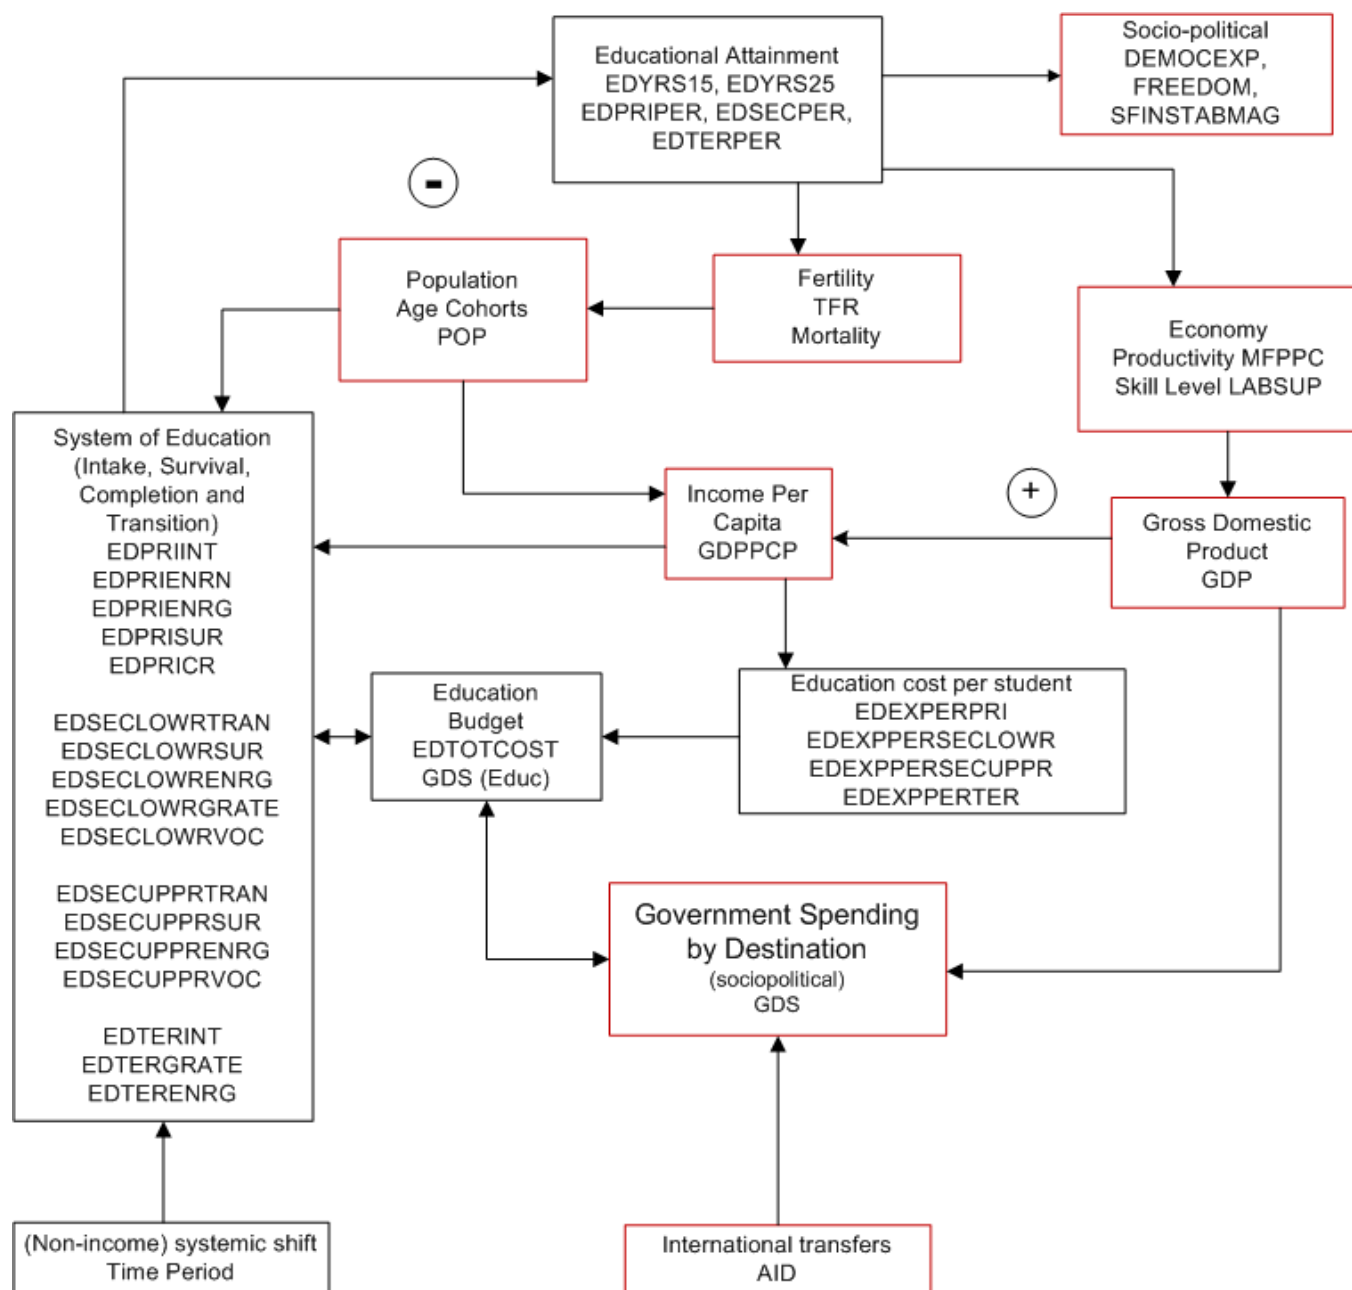 Educational Attainment
EDYRS15, EDYRS25
EDPRIPER, EDSECPER,
EDTERPER
Socio-political
DEMOCEXP,
FREEDOM,
SFINSTABMAG
-
Population
Age Cohorts
POP
Fertility
TFR
Mortality
Economy
Productivity MFPPC
Skill Level LABSUP
System of Education
(Intake, Survival,
Completion and
Transition)
EDPRIINT
EDPRIENRN
EDPRIENRG
EDPRISUR
EDPRICR
EDSECLOWRTRAN
EDSECLOWRSUR
EDSECLOWRENRG
EDSECLOWRGRATE
EDSECLOWRVOC
EDSECUPPRTRAN
EDSECUPPRSUR
EDSECUPPRENRG
EDSECUPPRVOC
EDTERINT
EDTERGRATE
EDTERENRG
Income Per
Capita
GDPPCP
+
Gross Domestic
Product
GDP
Education
Budget
EDTOTCOST
GDS (Educ)
Education cost per student
EDEXPERPRI
EDEXPPERSECLOWR
EDEXPPERSECUPPR
EDEXPPERTER
Government Spending
by Destination
(sociopolitical)
GDS
(Non-income) systemic shift
Time Period
International transfers
AID